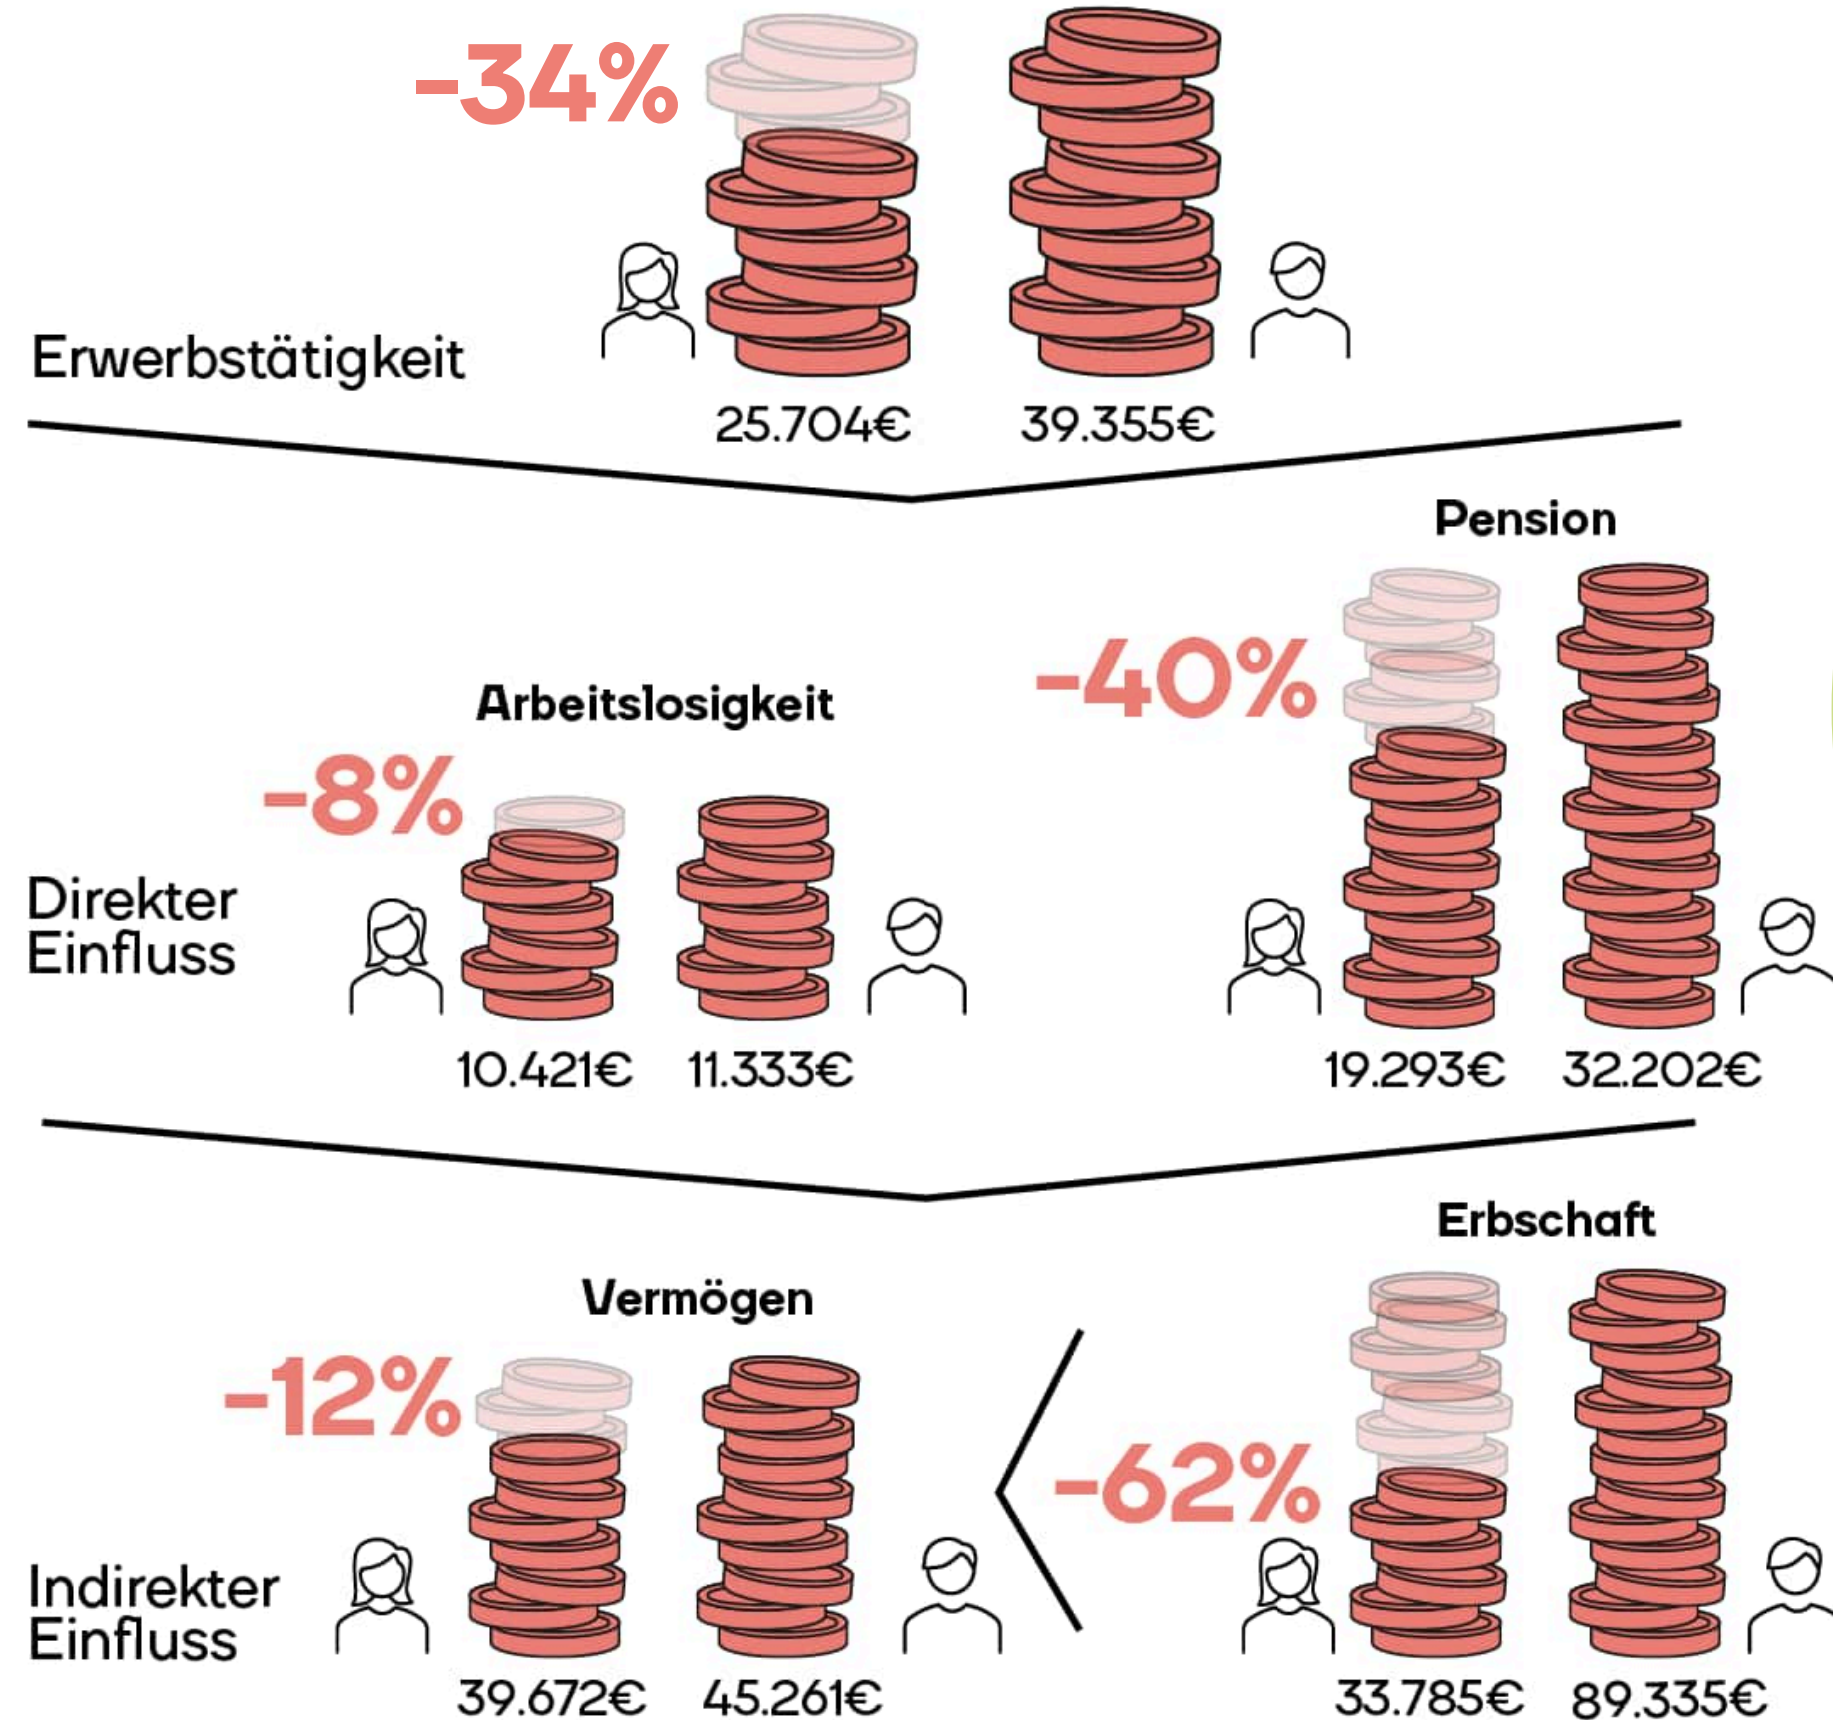 -34%
Erwerbstätigkeit
25.704€ 39.355€
Pension
-40%
Arbeitslosigkeit
-8%
Direkter
Einfluss
10.421€ 11.333€
19.293€ 32.202€
Erbschaft
Vermögen
-12%
-62%
Indirekter
Einfluss
39.672€ 45.261€
33.785€ 89.335€